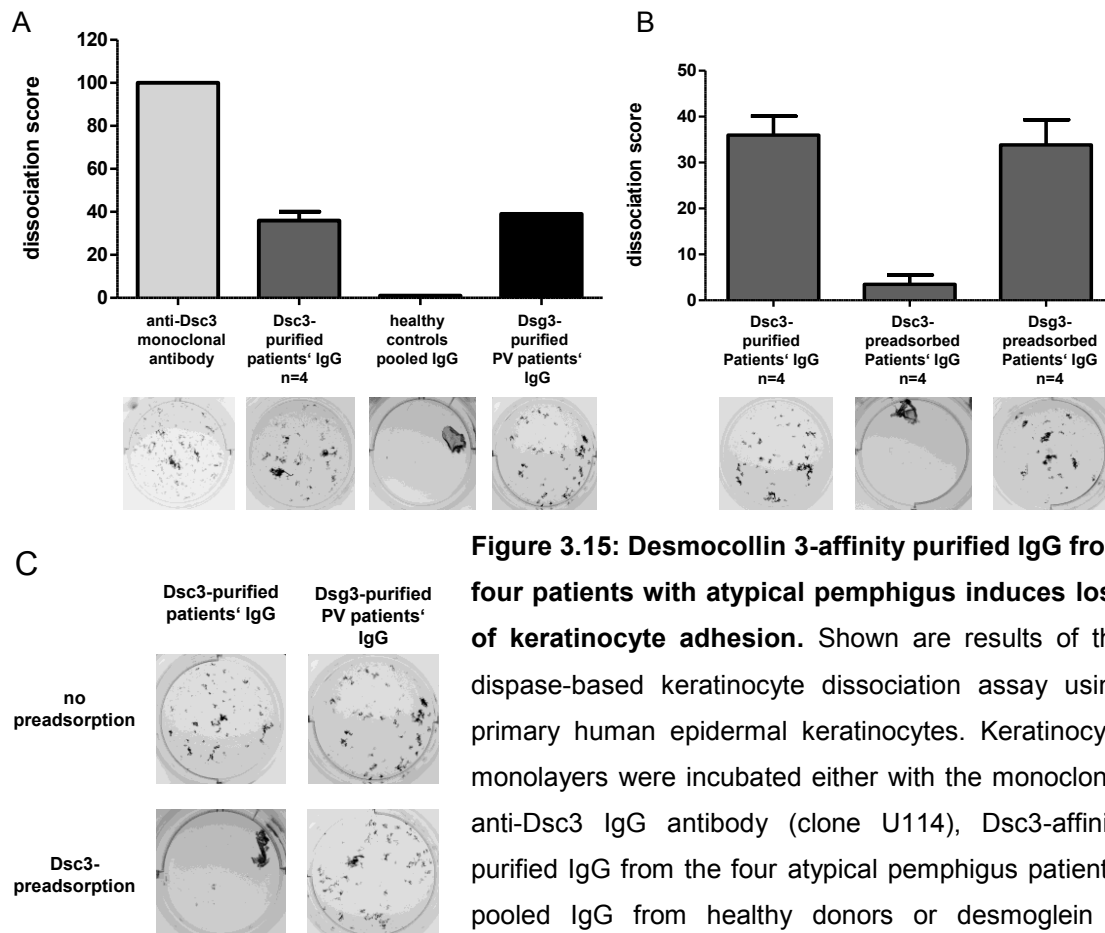 A
120
100
80
60
40
20
0
dissociation score
anti-Dsc3
monoclonal
antibody
Dsc3-
purified
patients‘ IgG
n=4
healthy
controls
pooled IgG
Dsg3-
purified
PV patients‘
IgG
B
50
40
30
20
10
0
dissociation score
Dsc3-
purified
Patients‘ IgG
n=4
Dsc3-
preadsorbed
Patients‘ IgG
n=4
Dsg3-
preadsorbed
Patients‘ IgG
n=4
C
Dsc3-purified
patients‘ IgG
Dsg3-purified
PV patients‘
IgG
no
preadsorption
Dsc3-
preadsorption
Figure 3.15: Desmocollin 3-affinity purified IgG fro
four patients with atypical pemphigus induces los
of keratinocyte adhesion. Shown are results of th
dispase-based keratinocyte dissociation assay usin
primary human epidermal keratinocytes. Keratinocy
monolayers were incubated either with the monoclon
anti-Dsc3 IgG antibody (clone U114), Dsc3-affini
purified IgG from the four atypical pemphigus patient
pooled IgG from healthy donors or desmoglein